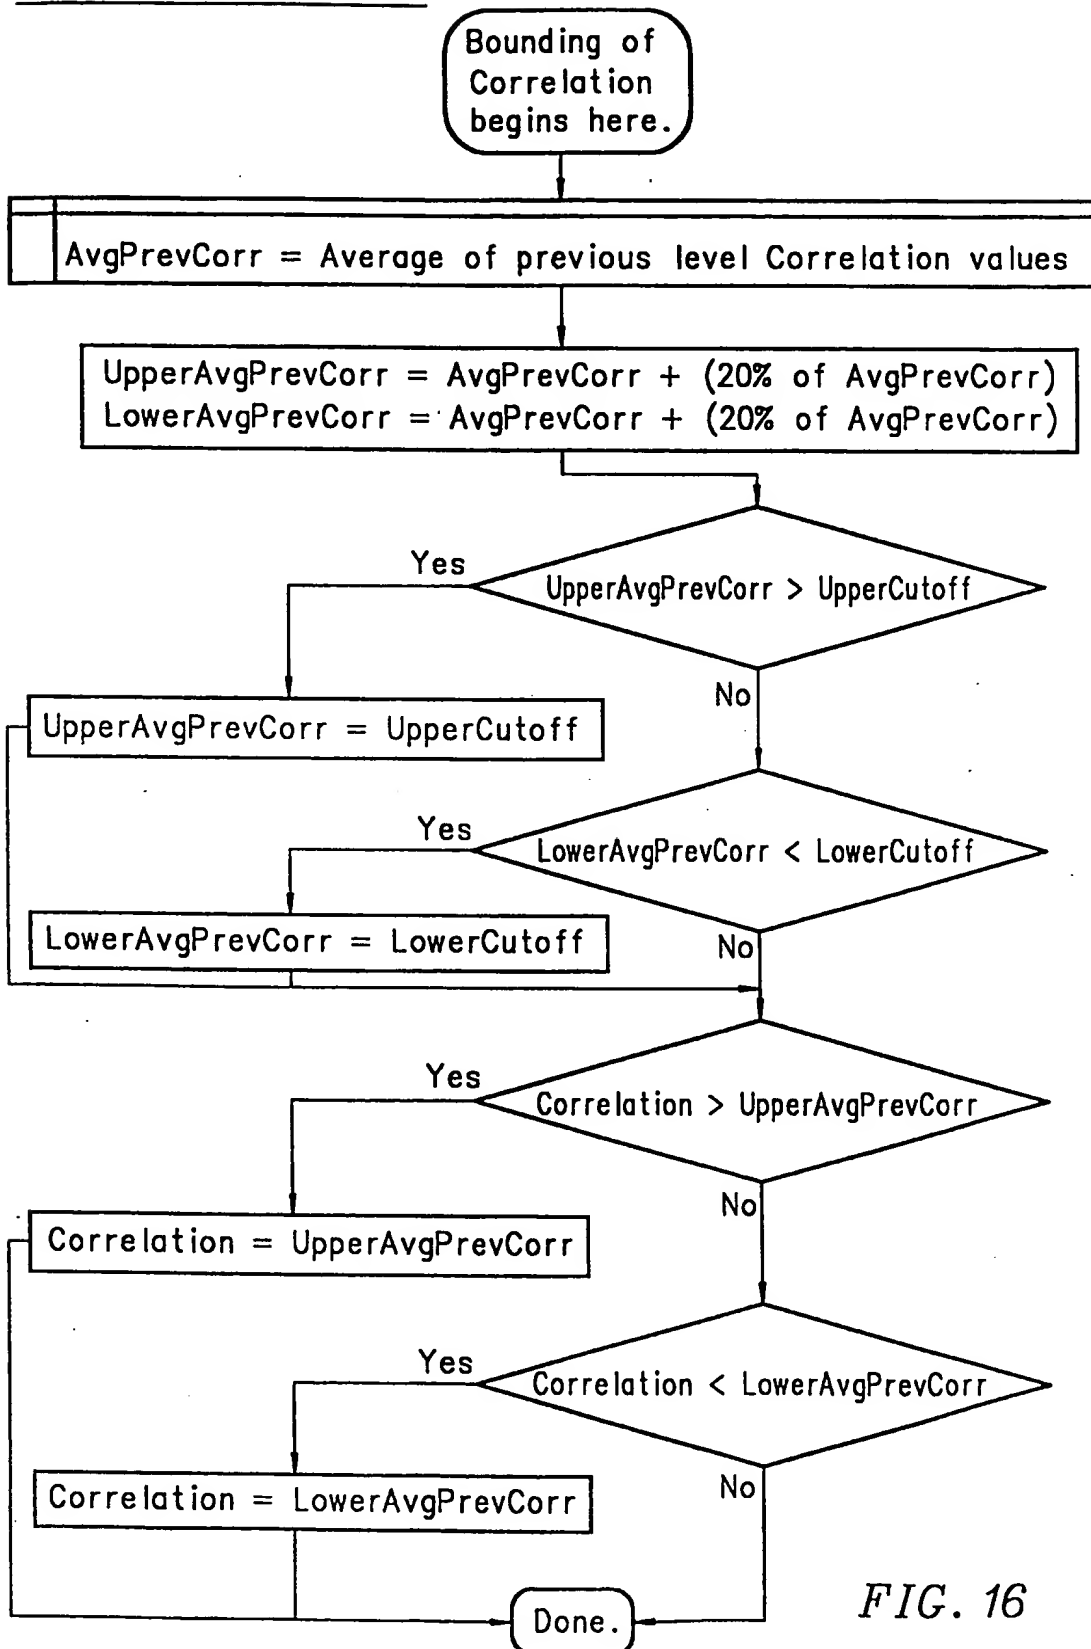 Bounding of
Correlation
begins here.
AvgPrevCorr = Average of previous level Correlation values
UpperAvgPrevCorr = AvgPrevCorr + (20% of AvgPrevCorr)
LowerAvgPrevCorr = AvgPrevCorr + (20% of AvgPrevCorr)
Yes
UpperAvgPrevCorr > UpperCutoff
No
UpperAvgPrevCorr = UpperCutoff
Yes
LowerAvgPrevCorr < LowerCutoff
LowerAvgPrevCorr = LowerCutoff
No
Yes
Correlation > UpperAvgPrevCorr
No
Correlation = UpperAvgPrevCorr
Yes
Correlation < LowerAvgPrevCorr
No
Correlation = LowerAvgPrevCorr
Done.
FIG. 16